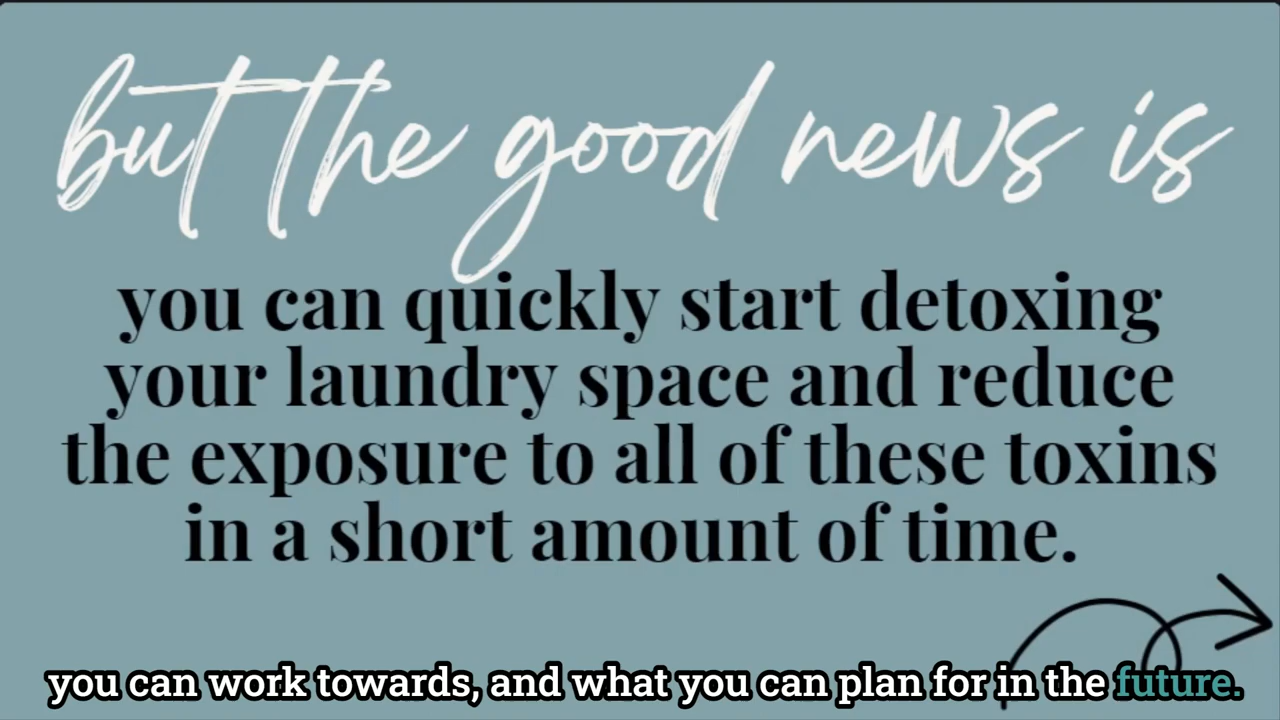 but the good news is
you can quickly start detoxing
your laundry space and reduce
the exposure to all of these toxins
in a short amount of time.
you can work towards, and what you can plan for in the future.